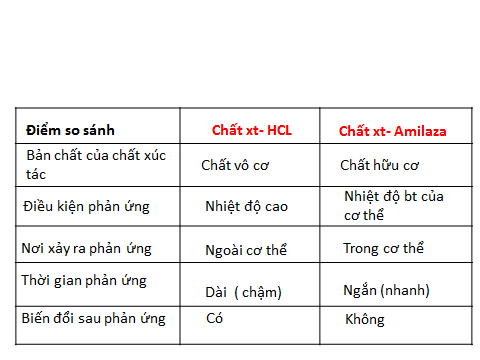 Điểm so sánh
Chất xt- HCL
Chất xt- Amilaza
Bản chất của chất xúc
tác
Chất vô cơ
Chất hữu cơ
Điều kiện phản ứng
Nhiệt độ cao
Nhiệt độ bt của
cơ thể
Nơi xảy ra phản ứng
Ngoài cơ thể
Trong cơ thể
Thời gian phản ứng
Dài ( chậm)
Ngắn (nhanh)
Biến đổi sau phản ứng
Có
Không